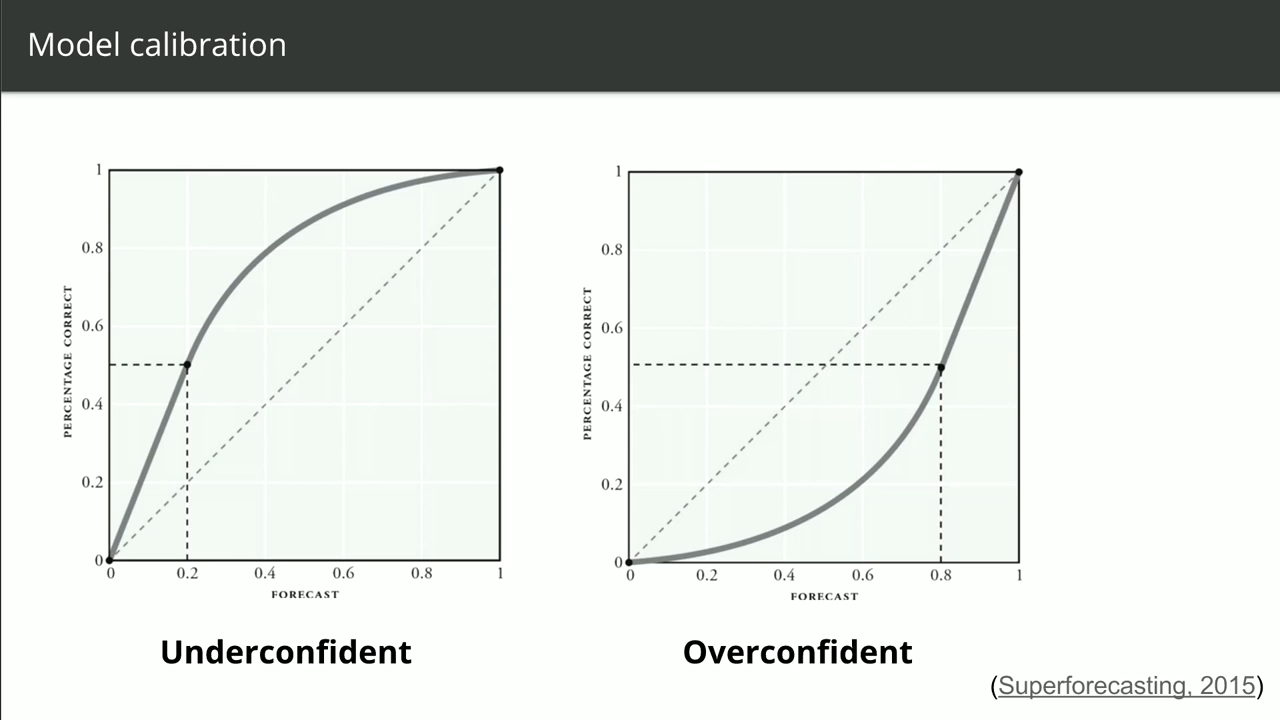 Model calibration
1
0.8
0.6
0.4
0.2
0
PERCENTAGE CORRECT
0 0.2 0.4 0.6 0.8 1
FORECAST
Underconfident
1
0.8
0.6
0.4
0.2
0
PERCENTAGE CORRECT
0 0.2 0.4 0.6 0.8 1
FORECAST
Overconfident
(Superforecasting, 2015)